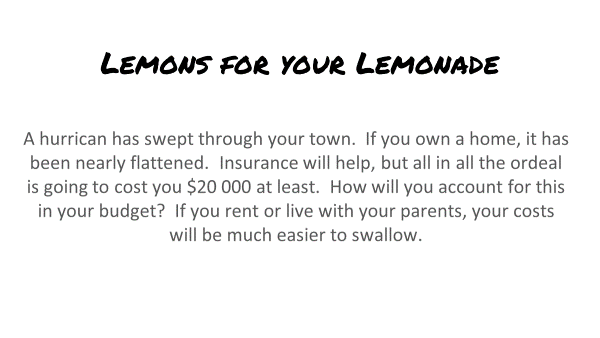 Lemons for your Lemonade
A hurrican has swept through your town.  If you own a home, it has
been nearly flattened.  Insurance will help, but all in all the ordeal
is going to cost you $20 000 at least.  How will you account for this
in your budget?  If you rent or live with your parents, your costs
will be much easier to swallow.